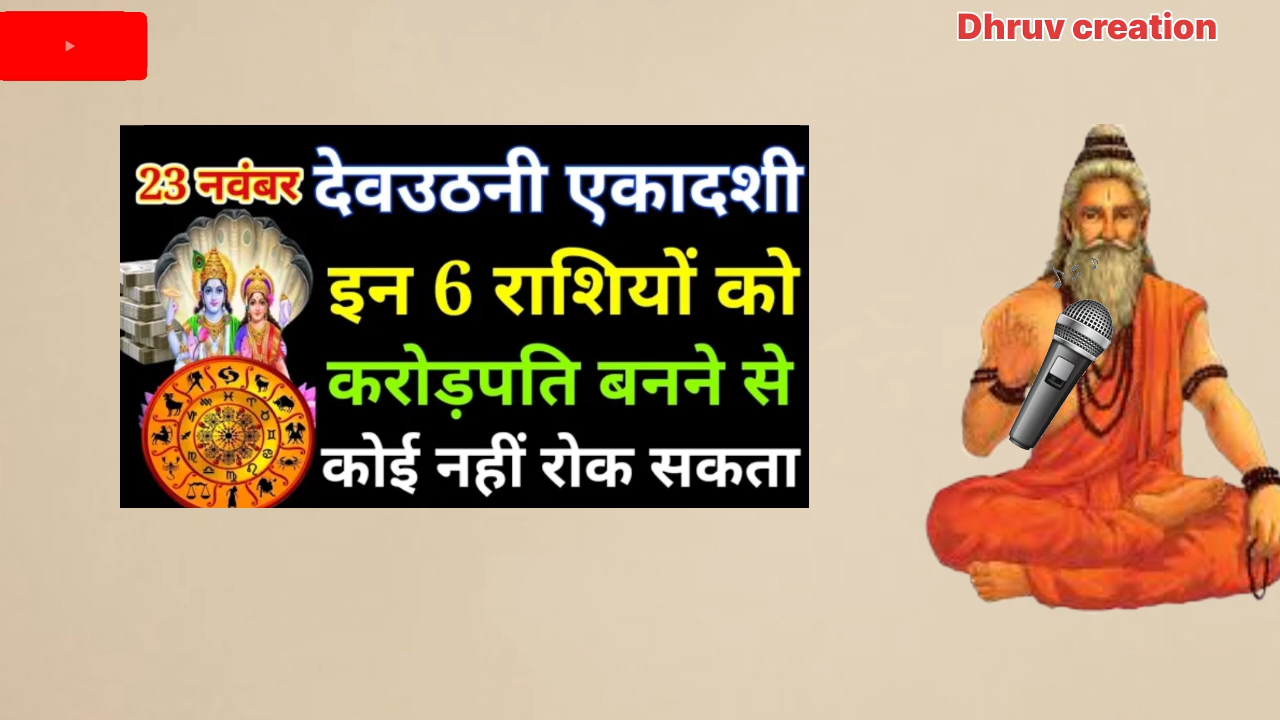 Dhruv creation
23 नवंबर देवउठनी एकादशी
इन 6 राशियों को
करोड़पति बनने से
कोई नहीं रोक सकता